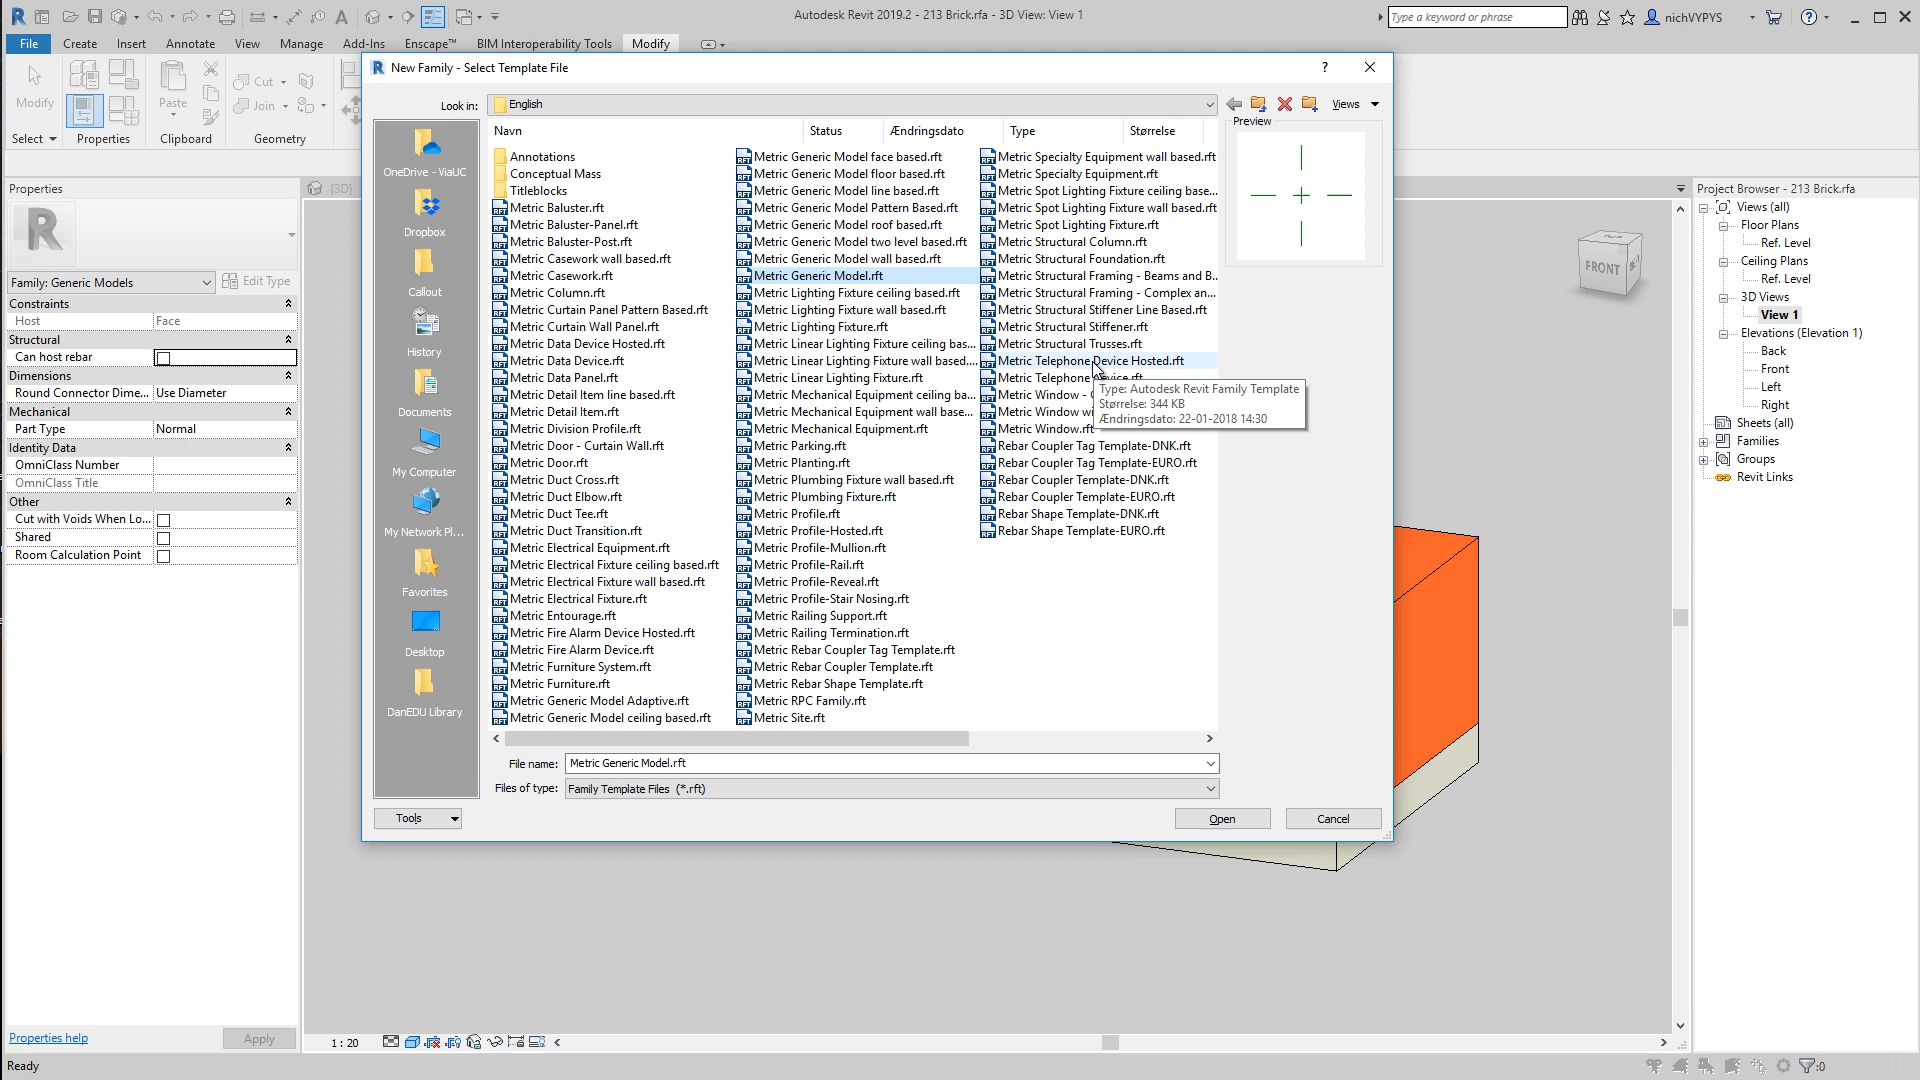 Autodesk Revit 2019.2 - 213 Brick.rfa - 3D View: View 1
Type a keyword or phrase
nichVYPYS
File
Create
Insert
Annotate
View
Manage
Add-Ins
Enscape™
BIM Interoperability Tools
Modify
Modify
Paste
Cut
Join
Select
Properties
Clipboard
Geometry
New Family - Select Template File
Look in:
English
Views
OneDrive - ViaUC
Dropbox
Callout
History
Documents
My Computer
My Network Pl...
Favorites
Desktop
DanEDU Library
Navn
Status
Ændringsdato
Type
Størrelse
Annotations
Conceptual Mass
Titleblocks
Metric Baluster.rft
Metric Baluster-Panel.rft
Metric Baluster-Post.rft
Metric Casework wall based.rft
Metric Casework.rft
Metric Column.rft
Metric Curtain Panel Pattern Based.rft
Metric Curtain Wall Panel.rft
Metric Data Device Hosted.rft
Metric Data Device.rft
Metric Data Panel.rft
Metric Detail Item line based.rft
Metric Detail Item.rft
Metric Division Profile.rft
Metric Door - Curtain Wall.rft
Metric Door.rft
Metric Duct Cross.rft
Metric Duct Elbow.rft
Metric Duct Tee.rft
Metric Duct Transition.rft
Metric Electrical Equipment.rft
Metric Electrical Fixture ceiling based.rft
Metric Electrical Fixture wall based.rft
Metric Electrical Fixture.rft
Metric Entourage.rft
Metric Fire Alarm Device Hosted.rft
Metric Fire Alarm Device.rft
Metric Furniture System.rft
Metric Furniture.rft
Metric Generic Model Adaptive.rft
Metric Generic Model ceiling based.rft
Metric Generic Model face based.rft
Metric Generic Model floor based.rft
Metric Generic Model line based.rft
Metric Generic Model Pattern Based.rft
Metric Generic Model roof based.rft
Metric Generic Model two level based.rft
Metric Generic Model wall based.rft
Metric Generic Model.rft
Metric Lighting Fixture ceiling based.rft
Metric Lighting Fixture wall based.rft
Metric Lighting Fixture.rft
Metric Linear Lighting Fixture ceiling bas...
Metric Linear Lighting Fixture wall based....
Metric Linear Lighting Fixture.rft
Metric Mechanical Equipment ceiling ba...
Metric Mechanical Equipment wall base...
Metric Mechanical Equipment.rft
Metric Parking.rft
Metric Planting.rft
Metric Plumbing Fixture wall based.rft
Metric Plumbing Fixture.rft
Metric Profile.rft
Metric Profile-Hosted.rft
Metric Profile-Mullion.rft
Metric Profile-Rail.rft
Metric Profile-Reveal.rft
Metric Profile-Stair Nosing.rft
Metric Railing Support.rft
Metric Railing Termination.rft
Metric Rebar Coupler Tag Template.rft
Metric Rebar Coupler Template.rft
Metric Rebar Shape Template.rft
Metric RPC Family.rft
Metric Site.rft
Metric Specialty Equipment wall based.rft
Metric Specialty Equipment.rft
Metric Spot Lighting Fixture ceiling base...
Metric Spot Lighting Fixture wall based.rft
Metric Spot Lighting Fixture.rft
Metric Structural Column.rft
Metric Structural Foundation.rft
Metric Structural Framing - Beams and B...
Metric Structural Framing - Complex an...
Metric Structural Stiffener Line Based.rft
Metric Structural Stiffener.rft
Metric Structural Trusses.rft
Metric Telephone Device Hosted.rft
Metric Telephone Device.rft
Metric Window -
Metric Window
Metric Window.rft
Rebar Coupler Tag Template-DNK.rft
Rebar Coupler Tag Template-EURO.rft
Rebar Coupler Template-DNK.rft
Rebar Coupler Template-EURO.rft
Rebar Shape Template-DNK.rft
Rebar Shape Template-EURO.rft
Type: Autodesk Revit Family Template
Størrelse: 344 KB
Ændringsdato: 22-01-2018 14:30
Preview
File name:
Metric Generic Model.rft
Files of type:
Family Template Files (*.rft)
Tools
Open
Cancel
Properties
Family: Generic Models
Edit Type
Constraints
Host
Face
Structural
Can host rebar
Dimensions
Round Connector Dime...
Use Diameter
Mechanical
Part Type
Normal
Identity Data
OmniClass Number
OmniClass Title
Other
Cut with Voids When Lo...
Shared
Room Calculation Point
Properties help
Apply
{3D}
FRONT
Project Browser - 213 Brick.rfa
Views (all)
Floor Plans
Ref. Level
Ceiling Plans
Ref. Level
3D Views
View 1
Elevations (Elevation 1)
Back
Front
Left
Right
Sheets (all)
Families
Groups
Revit Links
1 : 20
Ready
:0